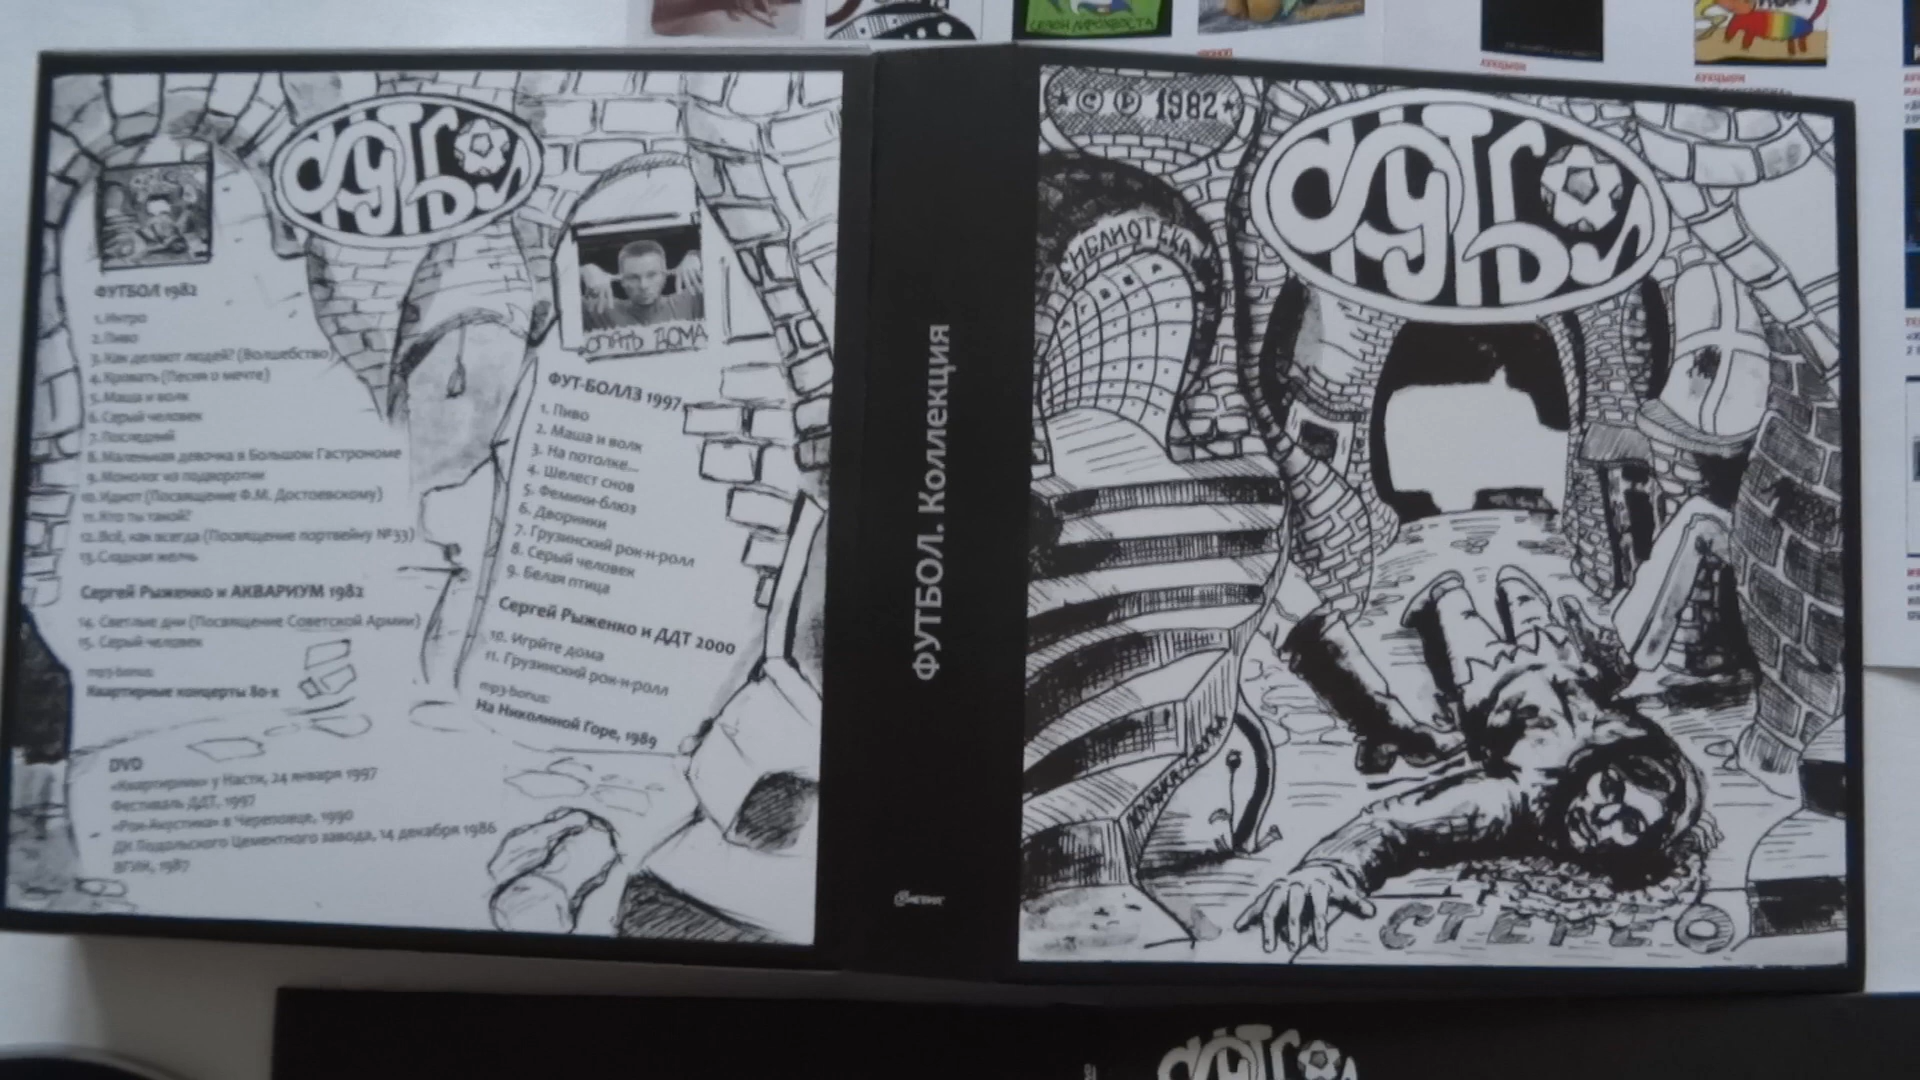 ФУТБОЛ
ФУТБОЛ 1982
1. Интро
2. Пиво
3. Как делают людей? (Волшебство)
4. Кровать (Песня о мечте)
5. Маша и волк
6. Серый человек
7. Последний
8. Маленькая девочка в Большом Гастрономе
9. Монолог из подворотни
10. Идиот (Посвящение Ф.М. Достоевскому)
11. Кто ты такой?
12. Всё, как всегда (Посвящение портвейну №33)
13. Сладкая желчь
Сергей Рыженко и АКВАРИУМ 1982
14. Светлые дни (Посвящение Советской Армии)
15. Серый человек
mp3-bonus:
Квартирные концерты 80-х
DVD
«Квартирник» у Насти, 24 января 1997
Фестиваль ДДТ, 1997
«Рок-Акустика» в Череповце, 1990
ДК Подольского Цементного завода, 14 декабря 1986
ВГИК, 1987
ОПЯТЬ ДОМА
ФУТ-БОЛЛЗ 1997
1. Пиво
2. Маша и волк
3. На потолке...
4. Шелест снов
5. Фемини-блюз
6. Дворники
7. Грузинский рок-н-ролл
8. Серый человек
9. Белая птица
Сергей Рыженко и ДДТ 2000
10. Игрйте дома
11. Грузинский рок-н-ролл
mp3-bonus:
На Николиной Горе, 1989
ФУТБОЛ. Коллекция
★ © ℗ 1982 ★
ФУТБОЛ
БИБЛИОТЕКА
А Б В А
СТЕРЕО
АУКЦЫОН
АУКЦЫОН